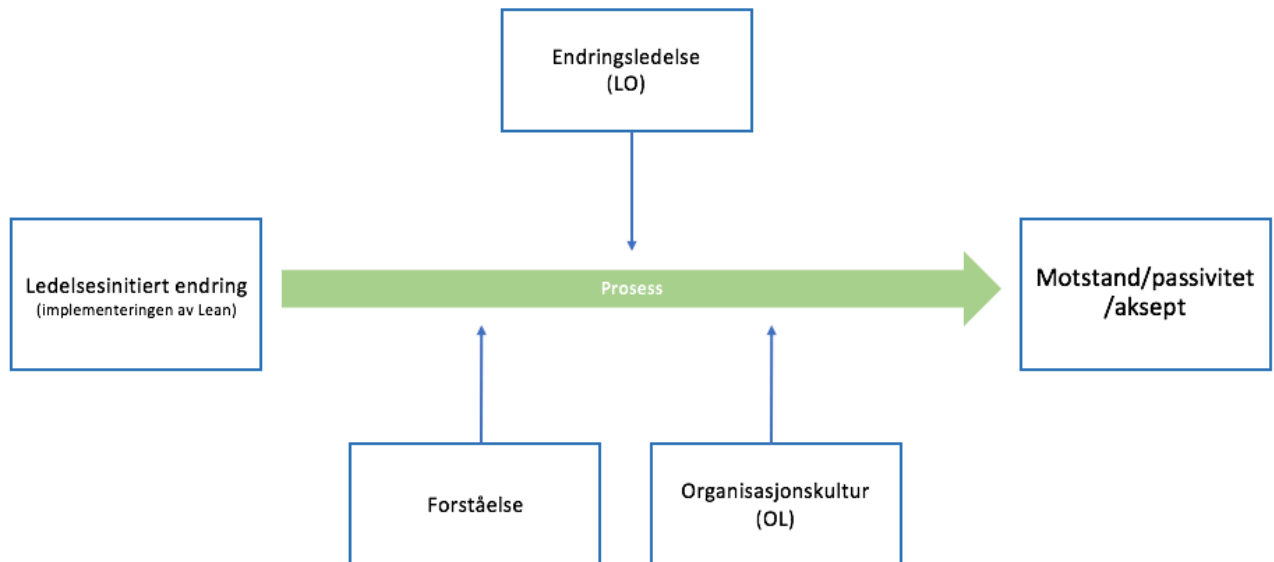 Endringsledelse
(LO)
Ledelsesinitiert endring
(implementeringen av Lean)
Prosess
Motstand/passivitet
/aksept
Forståelse
Organisasjonskultur
(OL)